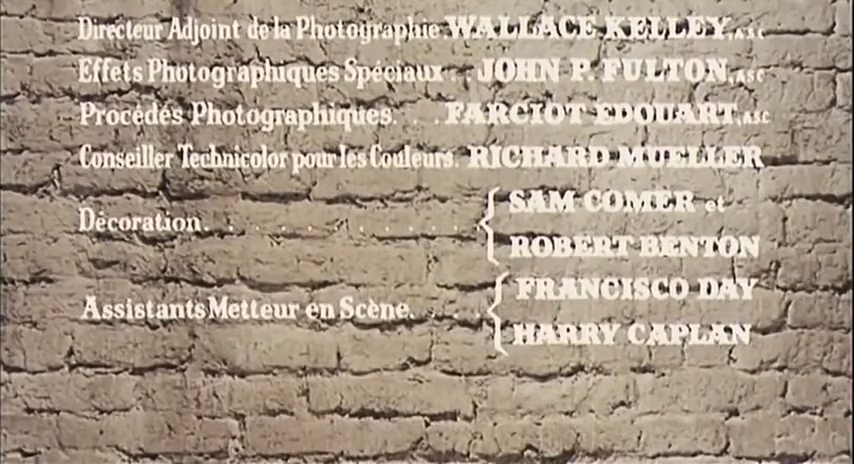 Directeur Adjoint de la Photographie. WALLACE KELLEY, A.S.C
Effets Photographiques Spéciaux . . JOHN P. FULTON, A.S.C
Procédés Photographiques. . . FARCIOT EDOUART, A.S.C
Conseiller Technicolor pour les Couleurs. RICHARD MUELLER
Décoration. . . . . . . . . . . { SAM COMER et
ROBERT BENTON
Assistants Metteur en Scène. . . . { FRANCISCO DAY
HARRY CAPLAN